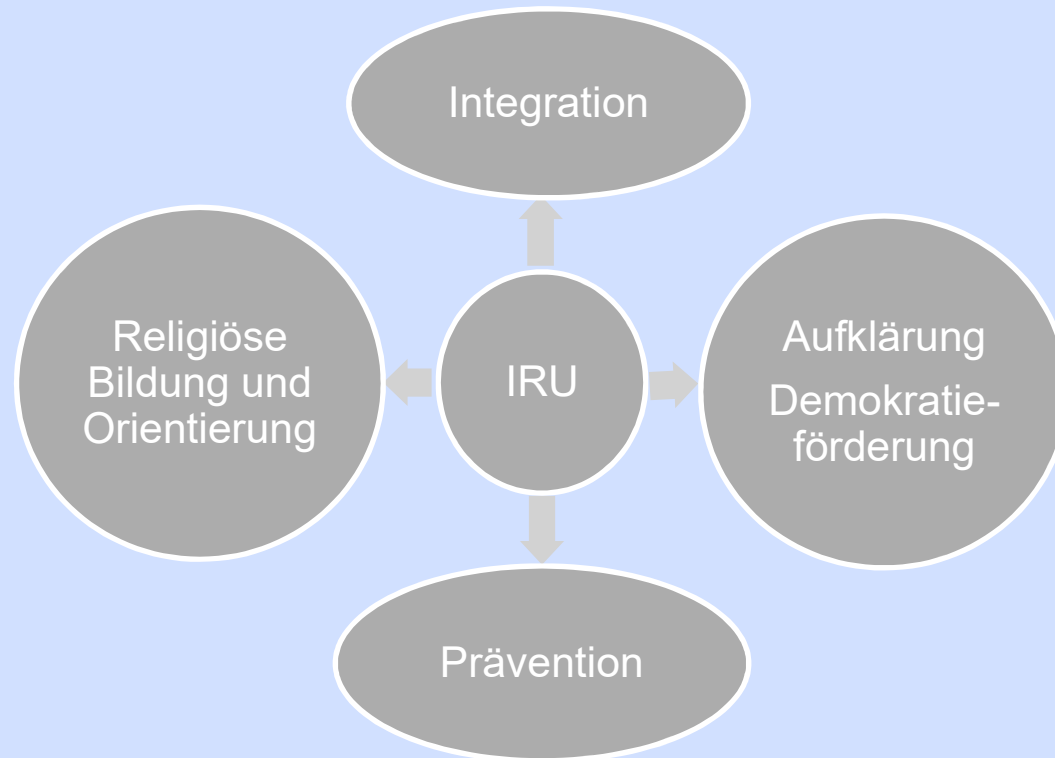 Integration
Religiöse
Bildung und
Orientierung
IRU
Aufklärung
Demokratie-
förderung
Prävention